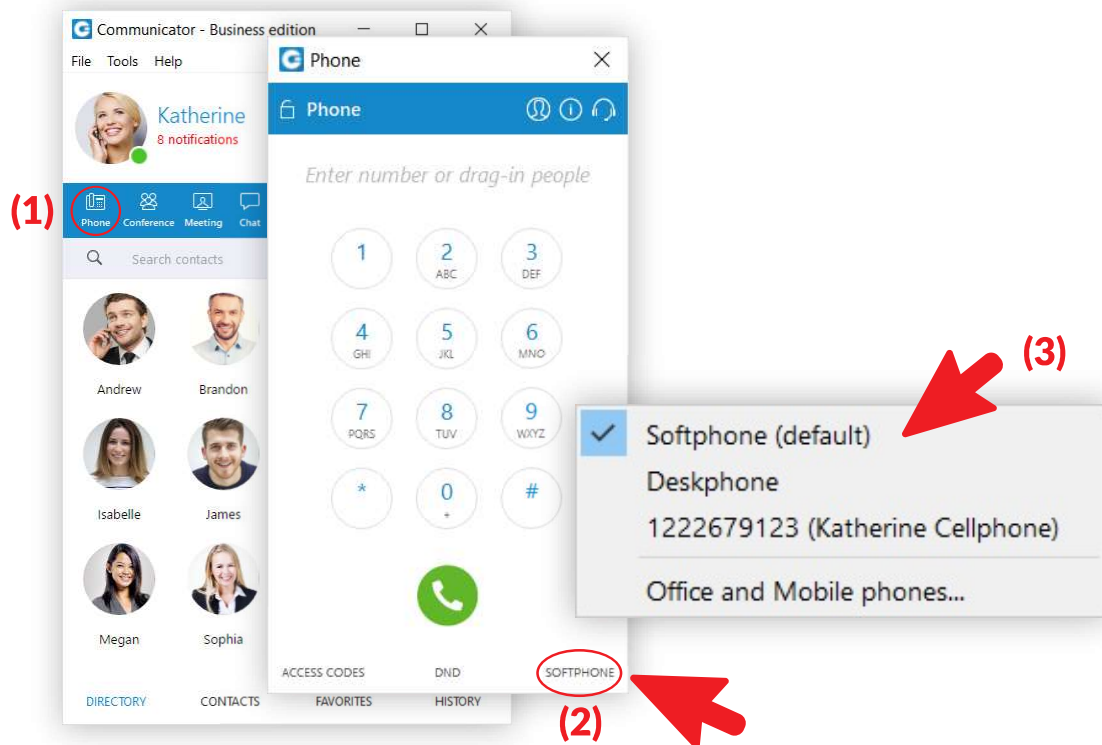 Communicator - Business edition
File Tools Help
Katherine
8 notifications
(1)
Phone Conference Meeting Chat
Search contacts
Andrew Brandon
Isabelle James
Megan Sophia
DIRECTORY CONTACTS FAVORITES HISTORY
Phone
Phone
Enter number or drag-in people
1 2 3
ABC DEF
4 5 6
GHI JKL MNO
7 8 9
PQRS TUV WXYZ
* 0 #
+
ACCESS CODES DND SOFTPHONE
(2)
(3)
Softphone (default)
Deskphone
1222679123 (Katherine Cellphone)
Office and Mobile phones...